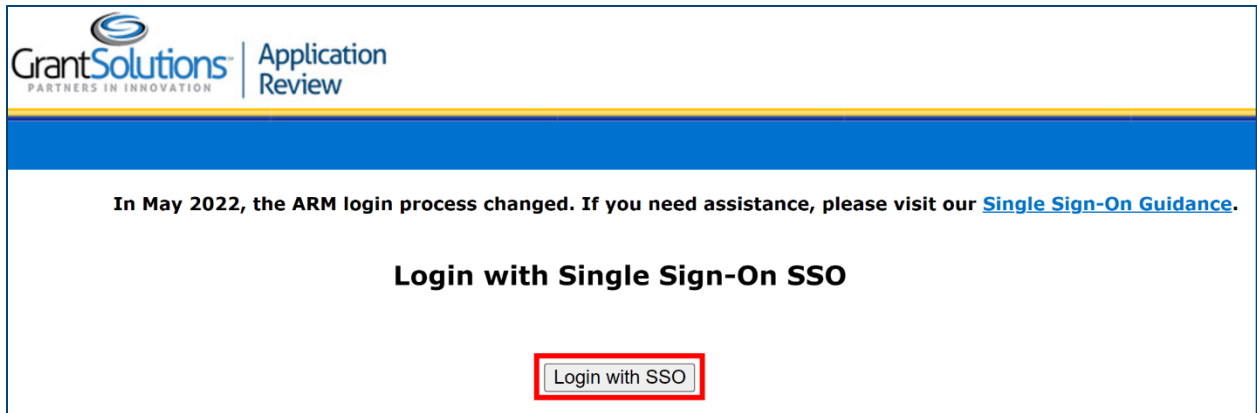 GrantSolutions
PARTNERS IN INNOVATION
Application
Review
In May 2022, the ARM login process changed. If you need assistance, please visit our Single Sign-On Guidance.
Login with Single Sign-On SSO
Login with SSO